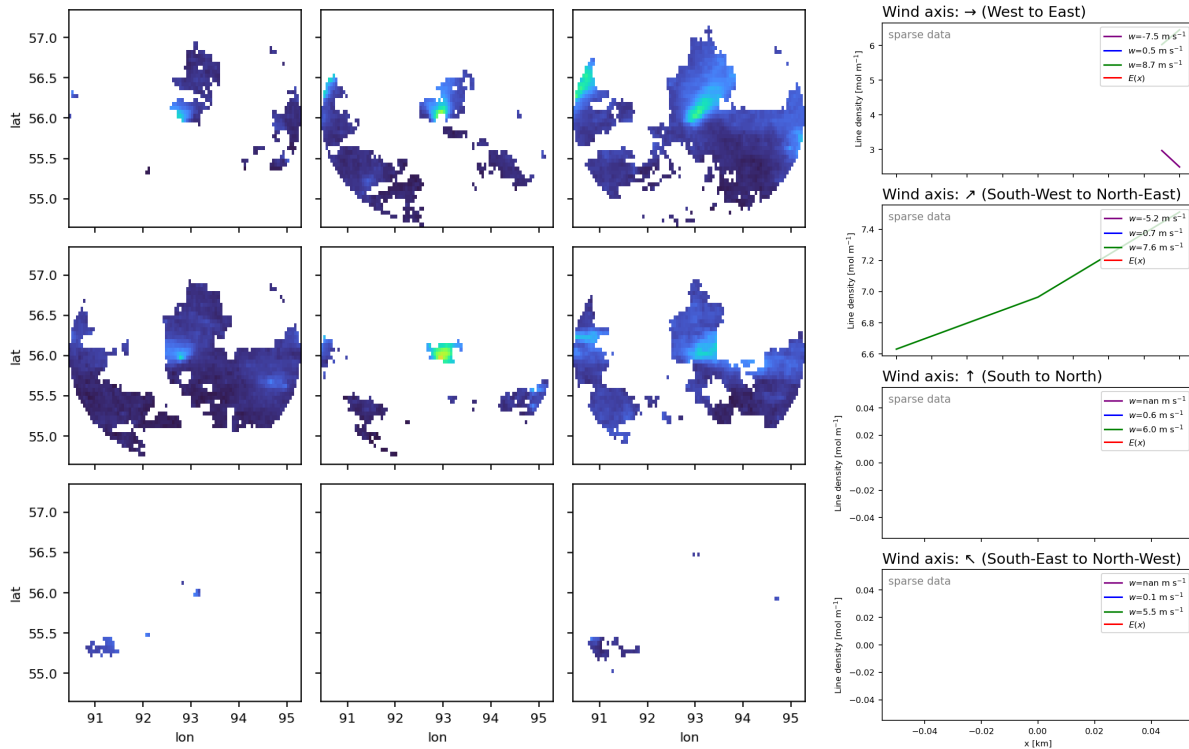 57.0
56.5
56.0
55.5
55.0
lat
57.0
56.5
56.0
55.5
55.0
lat
57.0
56.5
56.0
55.5
55.0
lat
91 92 93 94 95
lon
91 92 93 94 95
lon
91 92 93 94 95
lon
Wind axis: → (West to East)
sparse data
w=-7.5 m s⁻¹
w=0.5 m s⁻¹
w=8.7 m s⁻¹
E(x)
6
5
4
3
Line density [mol m⁻¹]
Wind axis: ↗ (South-West to North-East)
sparse data
w=-5.2 m s⁻¹
w=0.7 m s⁻¹
w=7.6 m s⁻¹
E(x)
7.4
7.2
7.0
6.8
6.6
Line density [mol m⁻¹]
Wind axis: ↑ (South to North)
sparse data
w=nan m s⁻¹
w=0.6 m s⁻¹
w=6.0 m s⁻¹
E(x)
0.04
0.02
0.00
−0.02
−0.04
Line density [mol m⁻¹]
Wind axis: ↖ (South-East to North-West)
sparse data
w=nan m s⁻¹
w=0.1 m s⁻¹
w=5.5 m s⁻¹
E(x)
0.04
0.02
0.00
−0.02
−0.04
Line density [mol m⁻¹]
−0.04 −0.02 0.00 0.02 0.04
x [km]